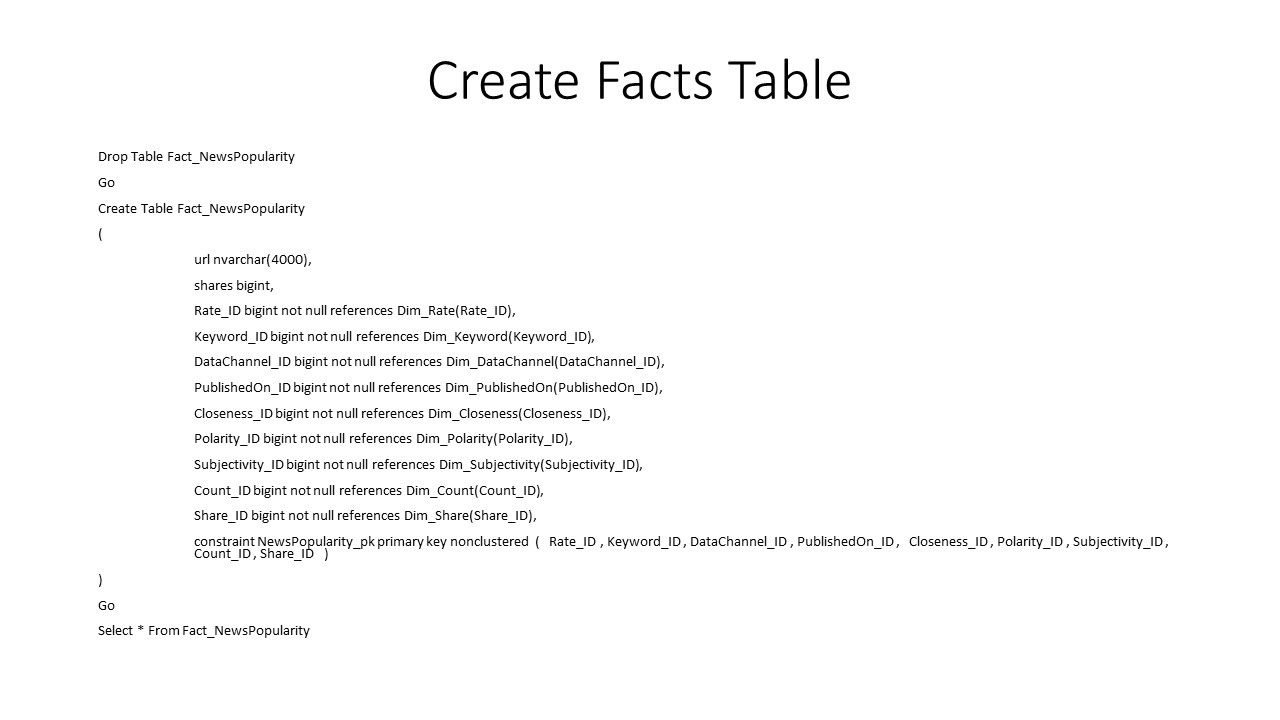 Create Facts Table
Drop Table Fact_NewsPopularity
Go
Create Table Fact_NewsPopularity
(
url nvarchar(4000),
shares bigint,
Rate_ID bigint not null references Dim_Rate(Rate_ID),
Keyword_ID bigint not null references Dim_Keyword(Keyword_ID),
DataChannel_ID bigint not null references Dim_DataChannel(DataChannel_ID),
PublishedOn_ID bigint not null references Dim_PublishedOn(PublishedOn_ID),
Closeness_ID bigint not null references Dim_Closeness(Closeness_ID),
Polarity_ID bigint not null references Dim_Polarity(Polarity_ID),
Subjectivity_ID bigint not null references Dim_Subjectivity(Subjectivity_ID),
Count_ID bigint not null references Dim_Count(Count_ID),
Share_ID bigint not null references Dim_Share(Share_ID),
constraint NewsPopularity_pk primary key nonclustered ( Rate_ID , Keyword_ID , DataChannel_ID , PublishedOn_ID , Closeness_ID , Polarity_ID , Subjectivity_ID ,
Count_ID , Share_ID )
)
Go
Select * From Fact_NewsPopularity